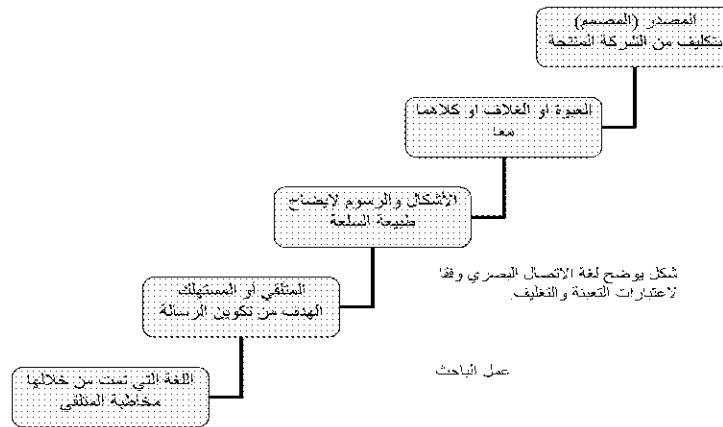 المصدر (المصمم)
بتكليف من الشركة المنتجة
العبوة او الغلاف او كلاهما
معا
الأشكال والرسوم لايضاح
طبيعة السلعة
شكل يوضح لغة الاتصال البصري وفقا
لاعتبارات التعبئة والتغليف
المتلقي أو المستهلك
الهدف من تكوين الرسالة
عمل الباحث
اللغة التي تمت من خلالها
مخاطبة المتلقي